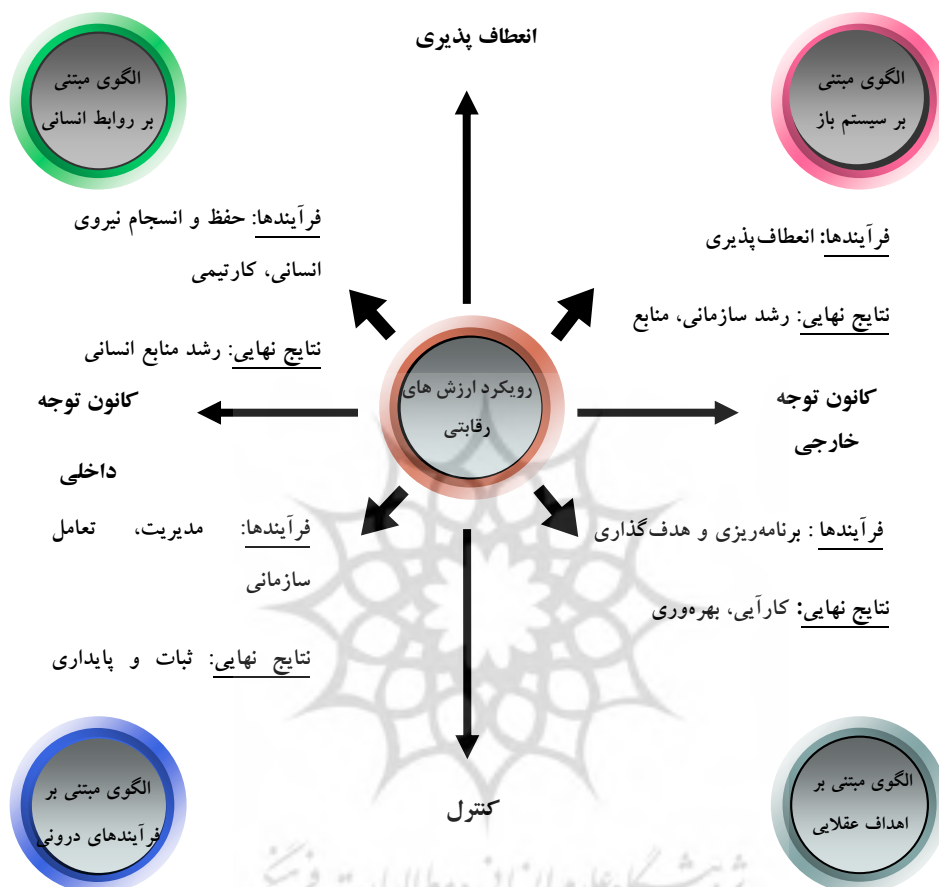 انعطاف پذیری
الگوی مبتنی
بر سیستم باز
الگوی مبتنی
بر روابط انسانی
فرآیندها: انعطاف‌پذیری
نتایج نهایی: رشد سازمانی، منابع
فرآیندها: حفظ و انسجام نیروی
انسانی، کارتیمی
نتایج نهایی: رشد منابع انسانی
کانون توجه
خارجی
رویکرد ارزش های
رقابتی
کانون توجه
داخلی
فرآیندها : برنامه‌ریزی و هدف‌گذاری
نتایج نهایی: کارآیی، بهره‌وری
فرآیندها: مدیریت، تعامل
سازمانی
نتایج نهایی: ثبات و پایداری
کنترل
الگوی مبتنی بر
اهداف عقلایی
الگوی مبتنی بر
فرآیندهای درونی